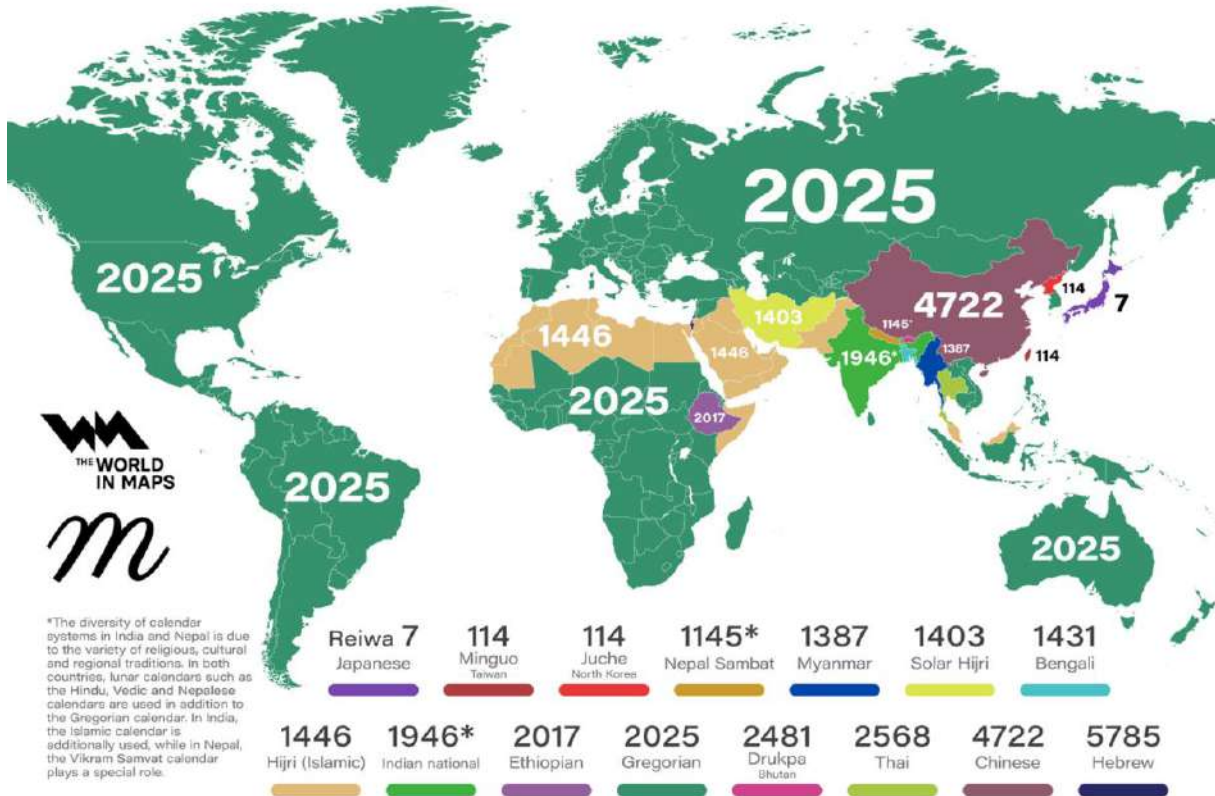 2025
2025
4722
114
7
1403
1446
1446
1145*
1387
1946*
114
2025
2017
2025
2025
WM
THE WORLD
IN MAPS
m
*The diversity of calendar
systems in India and Nepal is due
to the variety of religious, cultural
and regional traditions. In both
countries, lunar calendars such as
the Hindu, Vedic and Nepalese
calendars are used in addition to
the Gregorian calendar. In India,
the Islamic calendar is
additionally used, while in Nepal,
the Vikram Samvat calendar
plays a special role.
Reiwa 7
Japanese
114
Minguo
Taiwan
114
Juche
North Korea
1145*
Nepal Sambat
1387
Myanmar
1403
Solar Hijri
1431
Bengali
1446
Hijri (Islamic)
1946*
Indian national
2017
Ethiopian
2025
Gregorian
2481
Drukpa
Bhutan
2568
Thai
4722
Chinese
5785
Hebrew